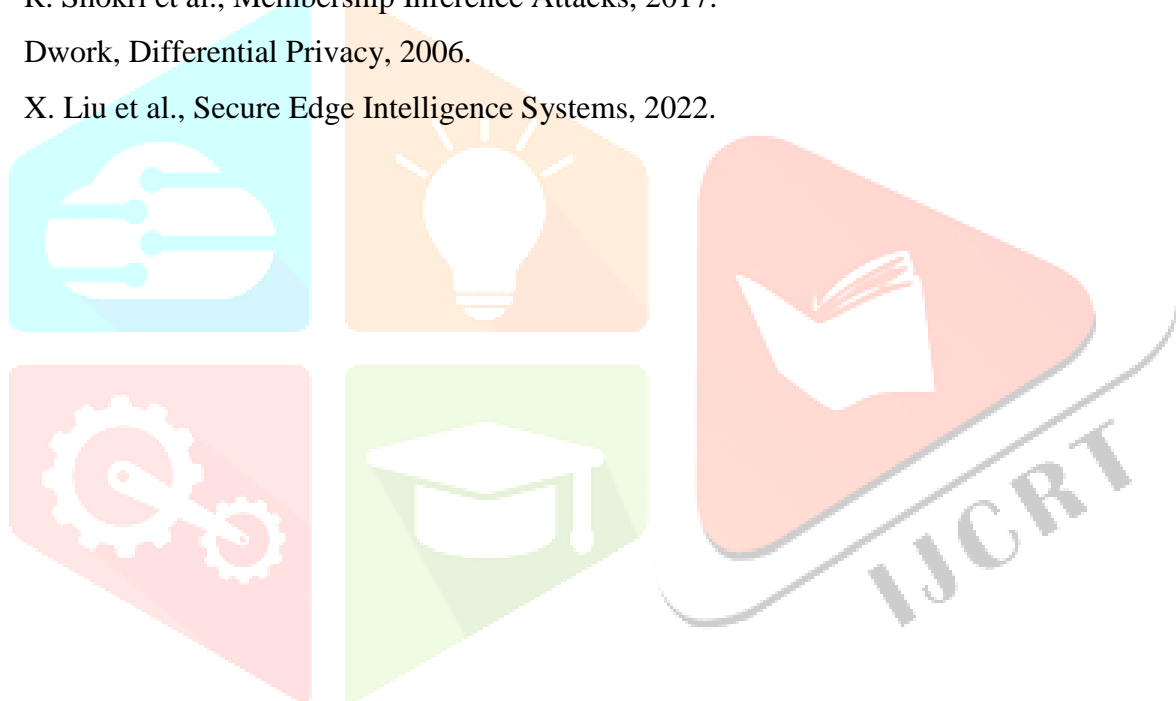 R. Shokri et al., Membership Inference Attacks, 2017.
Dwork, Differential Privacy, 2006.
X. Liu et al., Secure Edge Intelligence Systems, 2022.
IJCRT